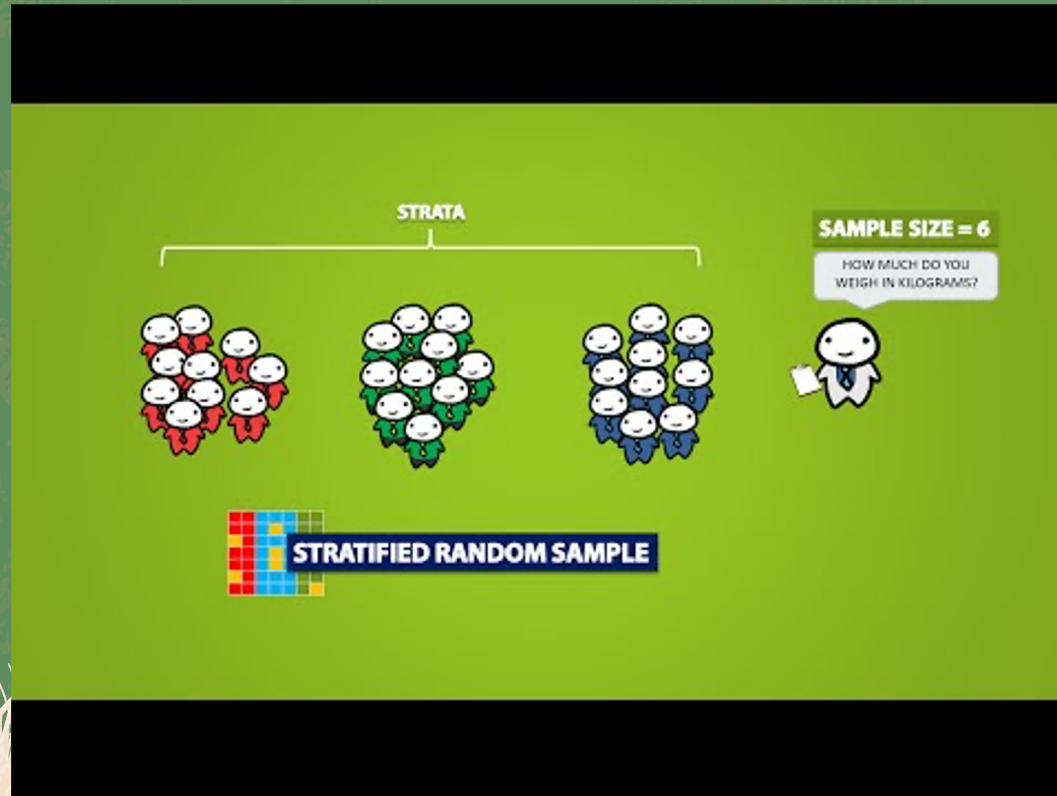 STRATA
SAMPLE SIZE = 6
HOW MUCH DO YOU
WEIGH IN KILOGRAMS?
STRATIFIED RANDOM SAMPLE